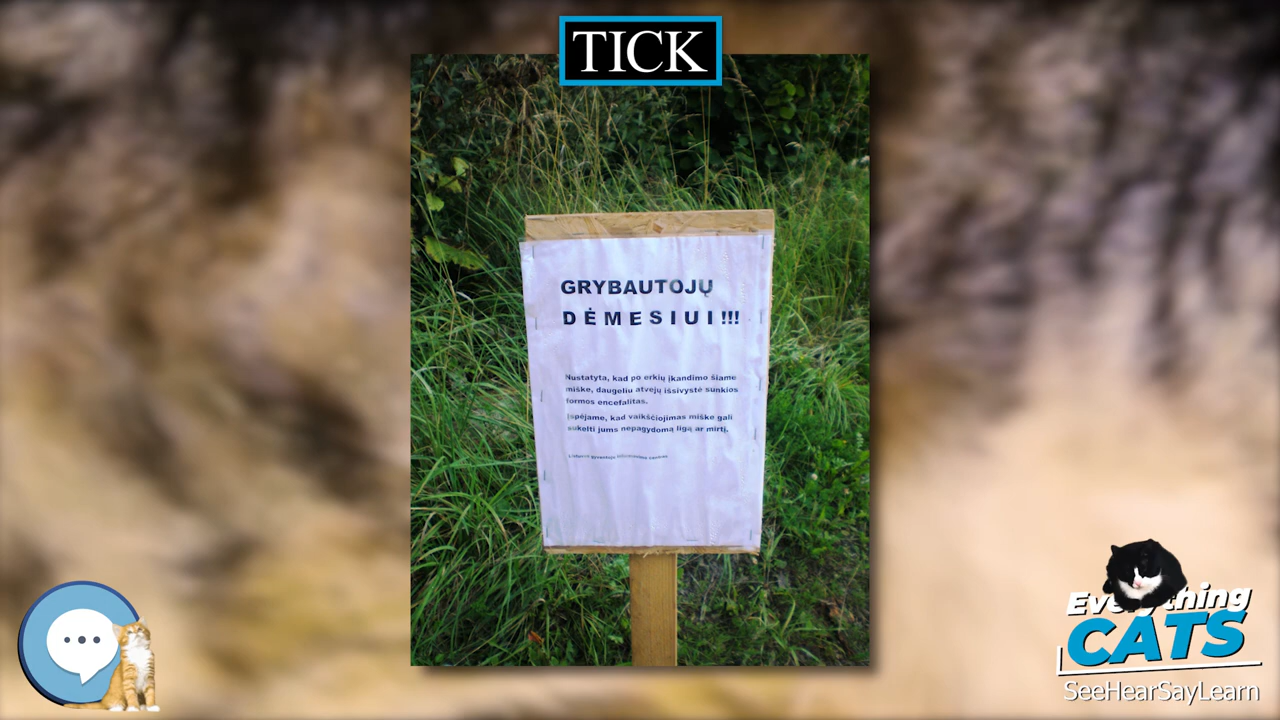 TICK
GRYBAUTOJŲ
DĖMESIUI!!!
Nustatyta, kad po erkių įkandimo šiame
miške, daugeliu atvejų išsivystė sunkios
formos encefalitas.
Įspėjame, kad vaikščiojimas miške gali
sukelti jums nepagydomą ligą ar mirtį.
Everything
CATS
SeeHearSayLearn